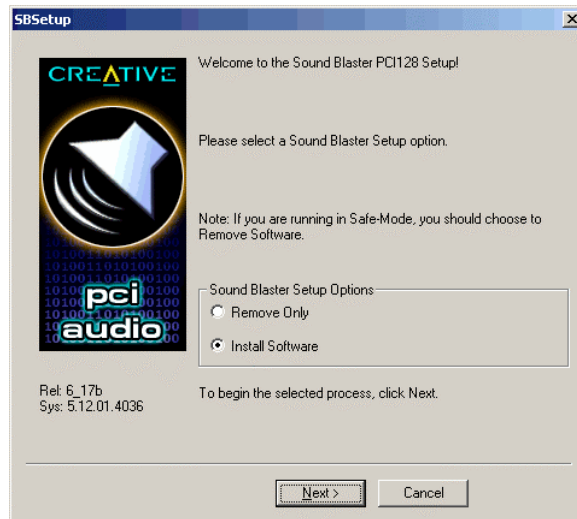 SBSetup
CREATIVE
pci
audio
Rel: 6_17b
Sys: 5.12.01.4036
Welcome to the Sound Blaster PCI128 Setup!
Please select a Sound Blaster Setup option.
Note: If you are running in Safe-Mode, you should choose to
Remove Software.
Sound Blaster Setup Options
Remove Only
Install Software
To begin the selected process, click Next.
Next >
Cancel